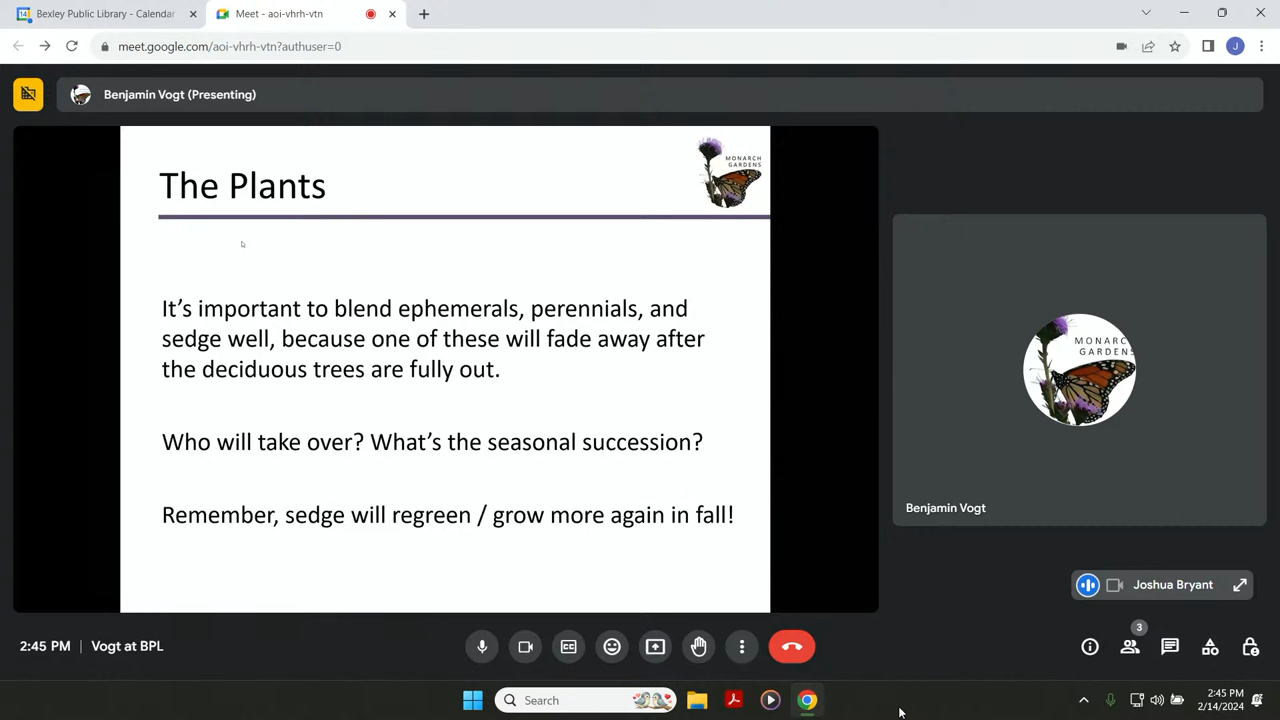 Bexley Public Library - Calendar
Meet - aoi-vhrh-vtn
meet.google.com/aoi-vhrh-vtn?authuser=0
J
Benjamin Vogt (Presenting)
The Plants
MONARCH
GARDENS
It's important to blend ephemerals, perennials, and
sedge well, because one of these will fade away after
the deciduous trees are fully out.
Who will take over? What's the seasonal succession?
Remember, sedge will regreen / grow more again in fall!
MONARC
GARDENS
Benjamin Vogt
Joshua Bryant
3
2:45 PM
Vogt at BPL
Search
2:45 PM
2/14/2024